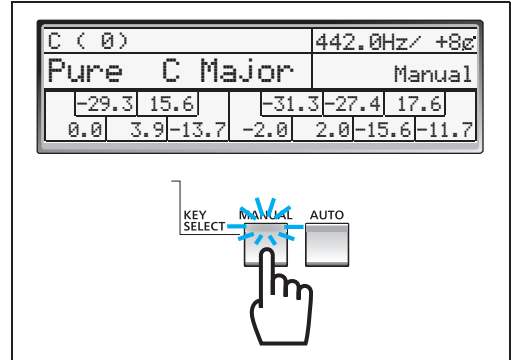 C ( 0) 442.0Hz/ +8¢
Pure C Major Manual
-29.3 15.6 -31.3 -27.4 17.6
0.0 3.9 -13.7 -2.0 2.0 -15.6 -11.7
KEY SELECT MANUAL AUTO